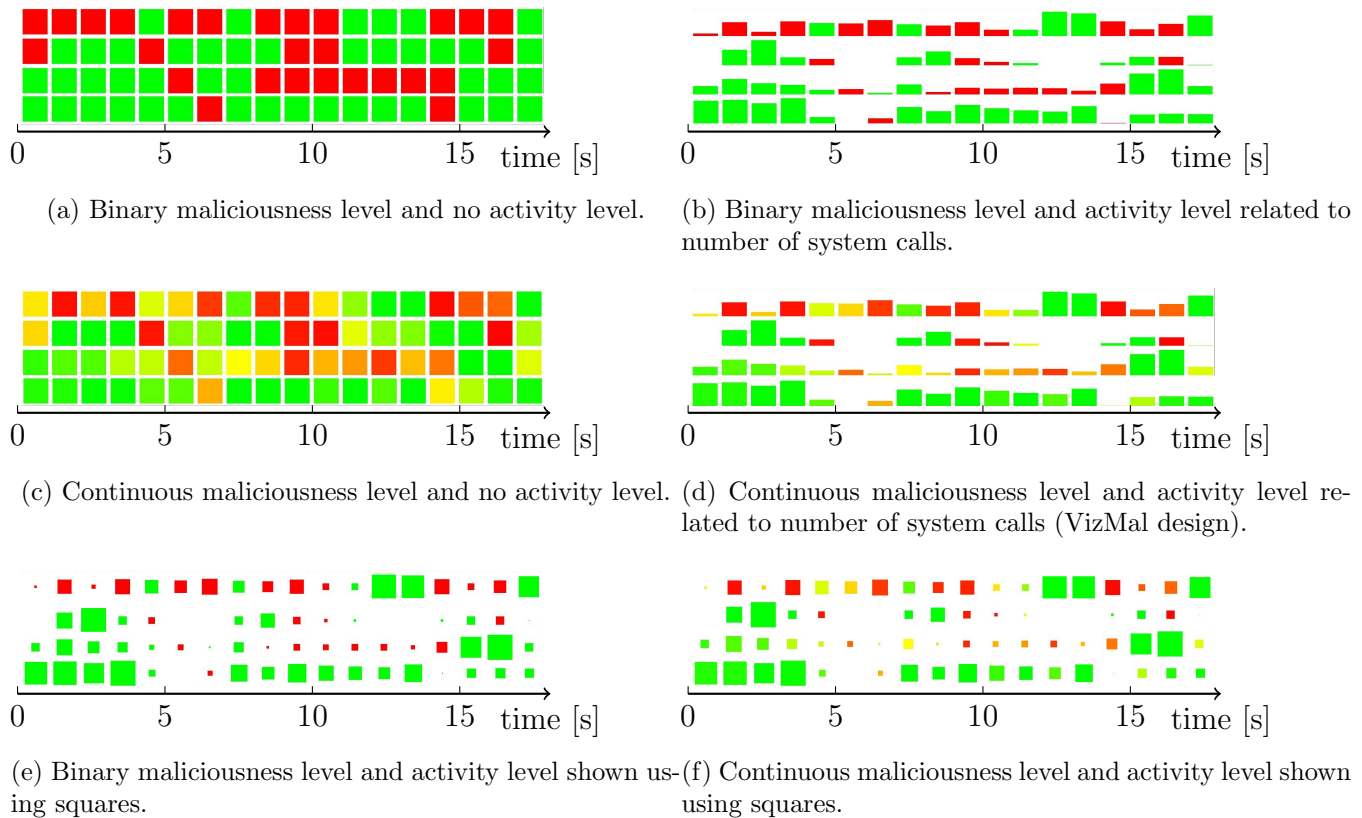 0 5 10 15 time [s]
(a) Binary maliciousness level and no activity level.
0 5 10 15 time [s]
(b) Binary maliciousness level and activity level related to
number of system calls.
0 5 10 15 time [s]
(c) Continuous maliciousness level and no activity level.
0 5 10 15 time [s]
(d) Continuous maliciousness level and activity level re-
lated to number of system calls (VizMal design).
0 5 10 15 time [s]
(e) Binary maliciousness level and activity level shown us-
ing squares.
0 5 10 15 time [s]
(f) Continuous maliciousness level and activity level shown
using squares.